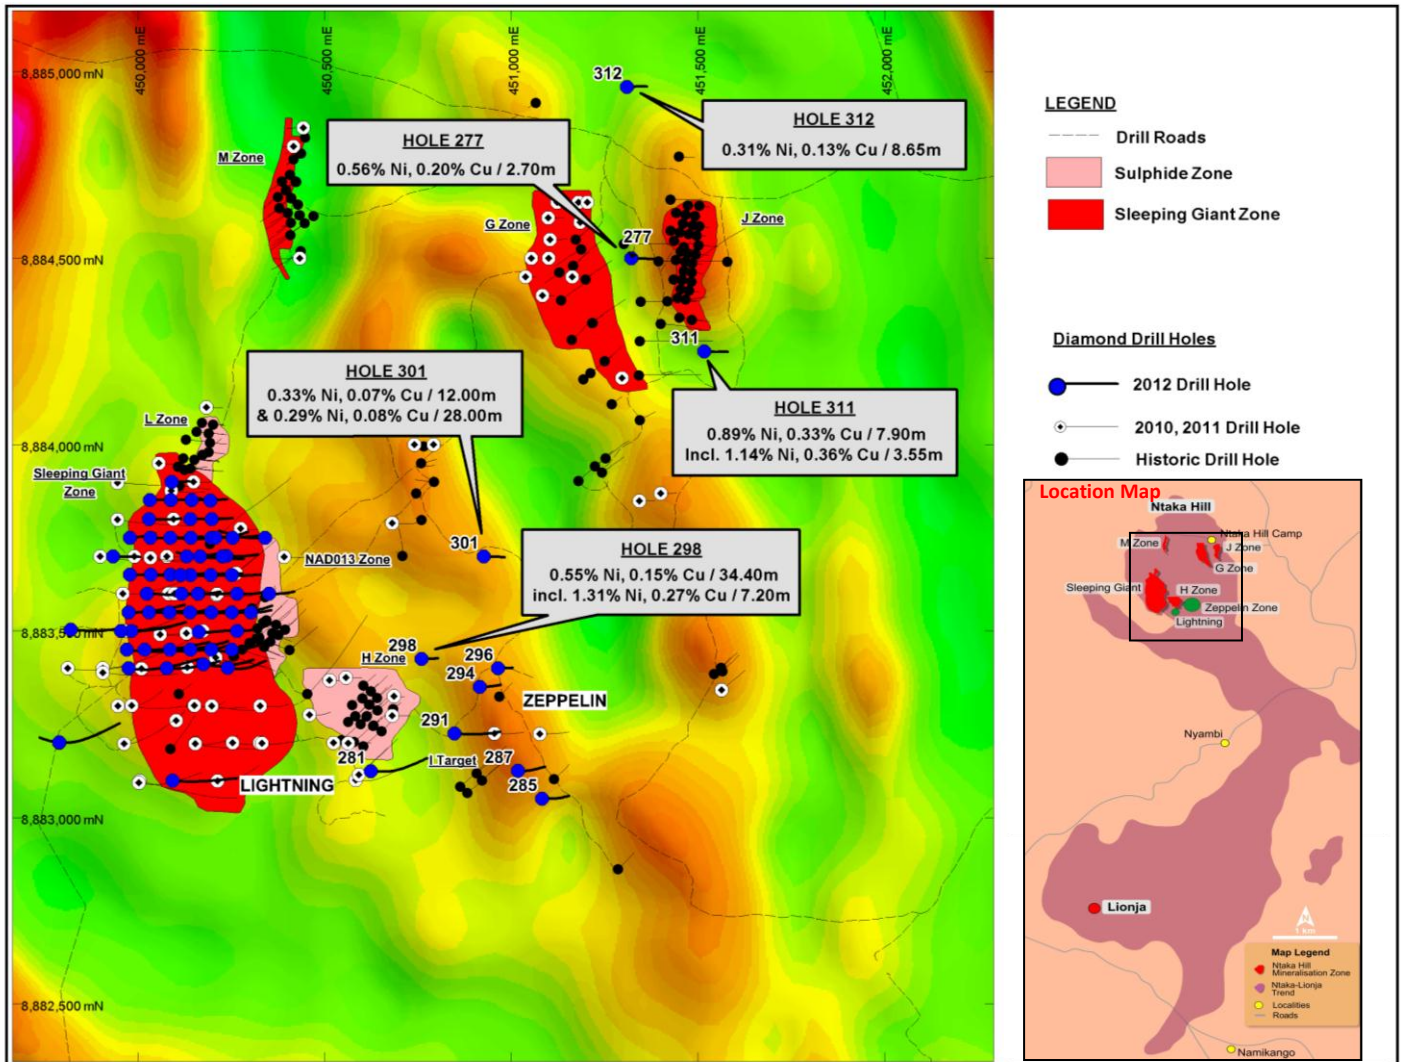 450,000 mE
450,500 mE
451,000 mE
451,500 mE
452,000 mE
8,885,000 mN
8,884,500 mN
8,884,000 mN
8,883,500 mN
8,883,000 mN
8,882,500 mN
312
HOLE 312
0.31% Ni, 0.13% Cu / 8.65m
HOLE 277
0.56% Ni, 0.20% Cu / 2.70m
M Zone
G Zone
J Zone
277
311
HOLE 301
0.33% Ni, 0.07% Cu / 12.00m
& 0.29% Ni, 0.08% Cu / 28.00m
HOLE 311
0.89% Ni, 0.33% Cu / 7.90m
Incl. 1.14% Ni, 0.36% Cu / 3.55m
L Zone
Sleeping Giant
Zone
NAD013 Zone
301
HOLE 298
0.55% Ni, 0.15% Cu / 34.40m
incl. 1.31% Ni, 0.27% Cu / 7.20m
298
H Zone
296
294
ZEPPELIN
291
281
I Target
287
285
LIGHTNING
LEGEND
Drill Roads
Sulphide Zone
Sleeping Giant Zone
Diamond Drill Holes
2012 Drill Hole
2010, 2011 Drill Hole
Historic Drill Hole
Location Map
Ntaka Hill
Ntaka Hill Camp
M Zone
J Zone
G Zone
Sleeping Giant
H Zone
Zeppelin Zone
Lightning
Nyambi
Lionja
N
1 km
Map Legend
Ntaka Hill
Mineralisation Zone
Ntaka-Lionja
Trend
Localities
Roads
Namikango